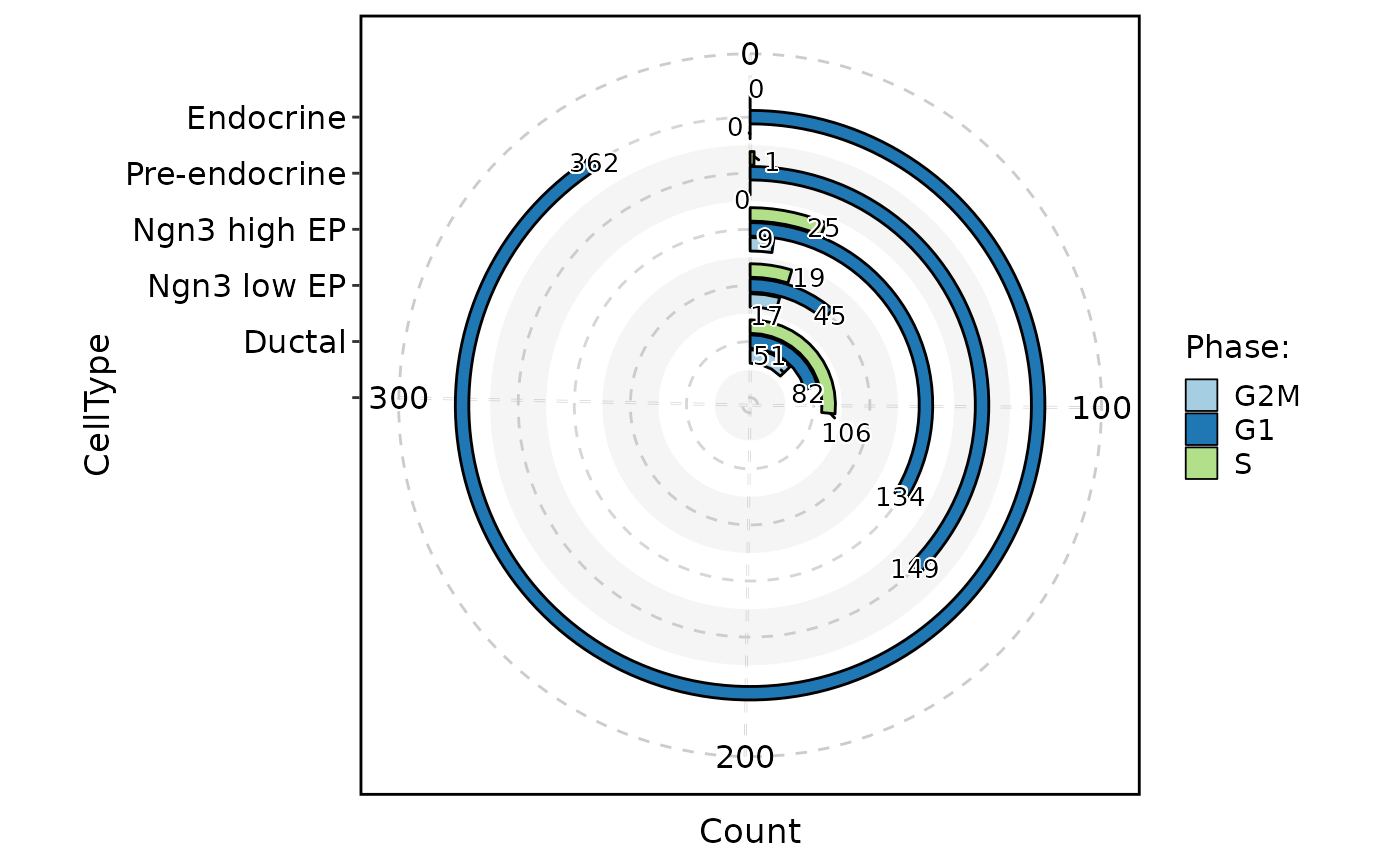 0
0
Endocrine
0
362
1
Pre-endocrine
0
25
Ngn3 high EP
9
19
Ngn3 low EP
17
45
Ductal
51
82
300
100
106
134
149
200
CellType
Count
Phase:
G2M
G1
S